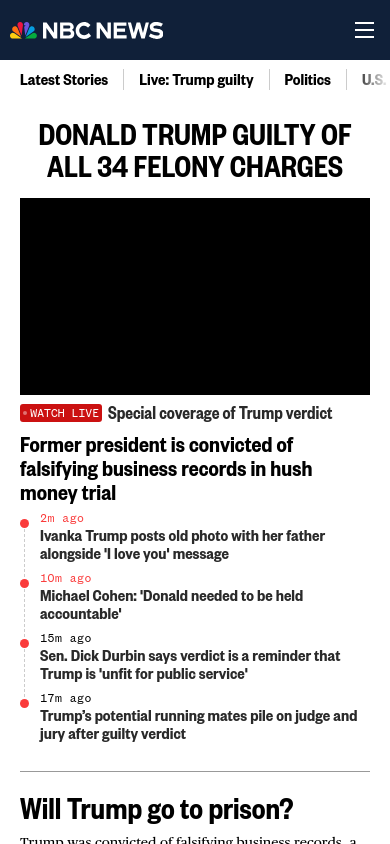 NBC NEWS
Latest Stories
Live: Trump guilty
Politics
U.S.
DONALD TRUMP GUILTY OF
ALL 34 FELONY CHARGES
WATCH LIVE
Special coverage of Trump verdict
Former president is convicted of
falsifying business records in hush
money trial
2m ago
Ivanka Trump posts old photo with her father
alongside 'I love you' message
10m ago
Michael Cohen: 'Donald needed to be held
accountable'
15m ago
Sen. Dick Durbin says verdict is a reminder that
Trump is 'unfit for public service'
17m ago
Trump’s potential running mates pile on judge and
jury after guilty verdict
Will Trump go to prison?
Trump was convicted of falsifying business records, a